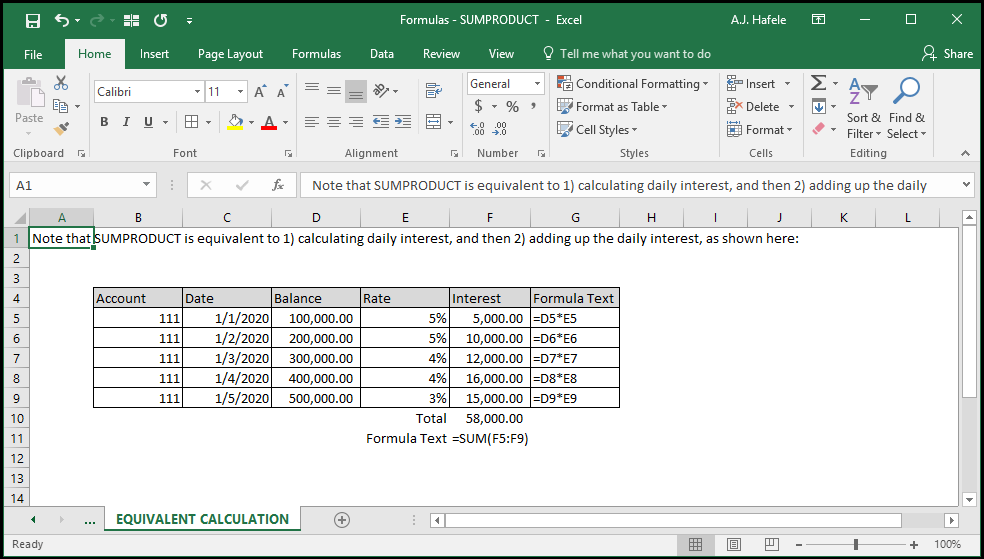 Formulas - SUMPRODUCT - Excel A.J. Hafele
File Home Insert Page Layout Formulas Data Review View Tell me what you want to do Share
Calibri 11 General Conditional Formatting Insert
Paste B I U A A A $ % , Format as Table Delete Sort & Find &
Cell Styles Format Filter Select
Clipboard Font Alignment Number Styles Cells Editing
A1 fx Note that SUMPRODUCT is equivalent to 1) calculating daily interest, and then 2) adding up the daily
A B C D E F G H I J K L
1 Note that SUMPRODUCT is equivalent to 1) calculating daily interest, and then 2) adding up the daily interest, as shown here:
2
3
4 Account Date Balance Rate Interest Formula Text
5 111 1/1/2020 100,000.00 5% 5,000.00 =D5*E5
6 111 1/2/2020 200,000.00 5% 10,000.00 =D6*E6
7 111 1/3/2020 300,000.00 4% 12,000.00 =D7*E7
8 111 1/4/2020 400,000.00 4% 16,000.00 =D8*E8
9 111 1/5/2020 500,000.00 3% 15,000.00 =D9*E9
10 Total 58,000.00
11 Formula Text =SUM(F5:F9)
12
13
14
... EQUIVALENT CALCULATION
Ready 100%